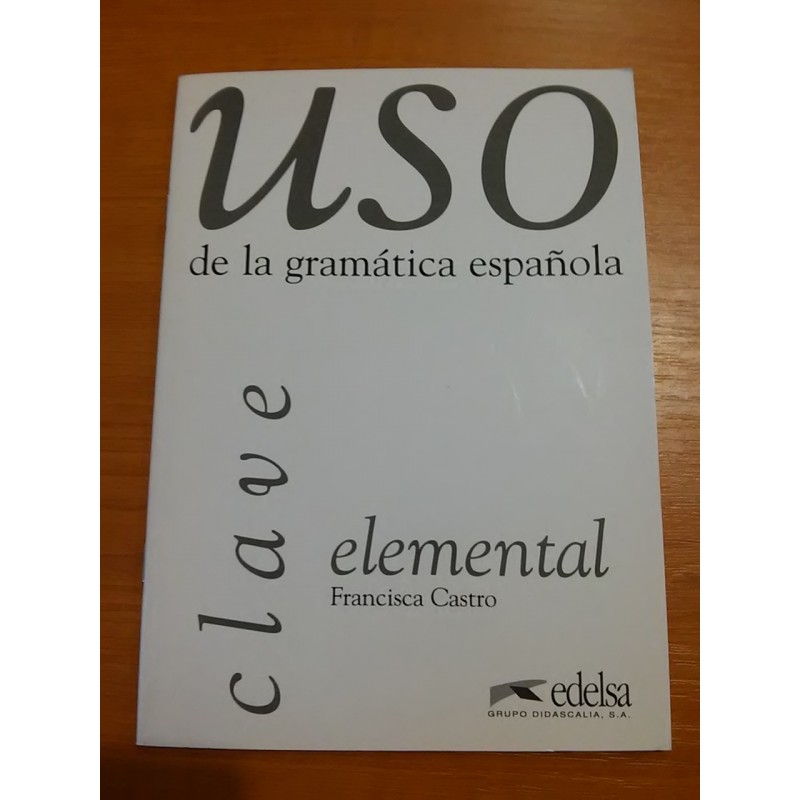 uso
de la gramática española
clave
elemental
Francisca Castro
edelsa
GRUPO DIDASCALIA, S.A.